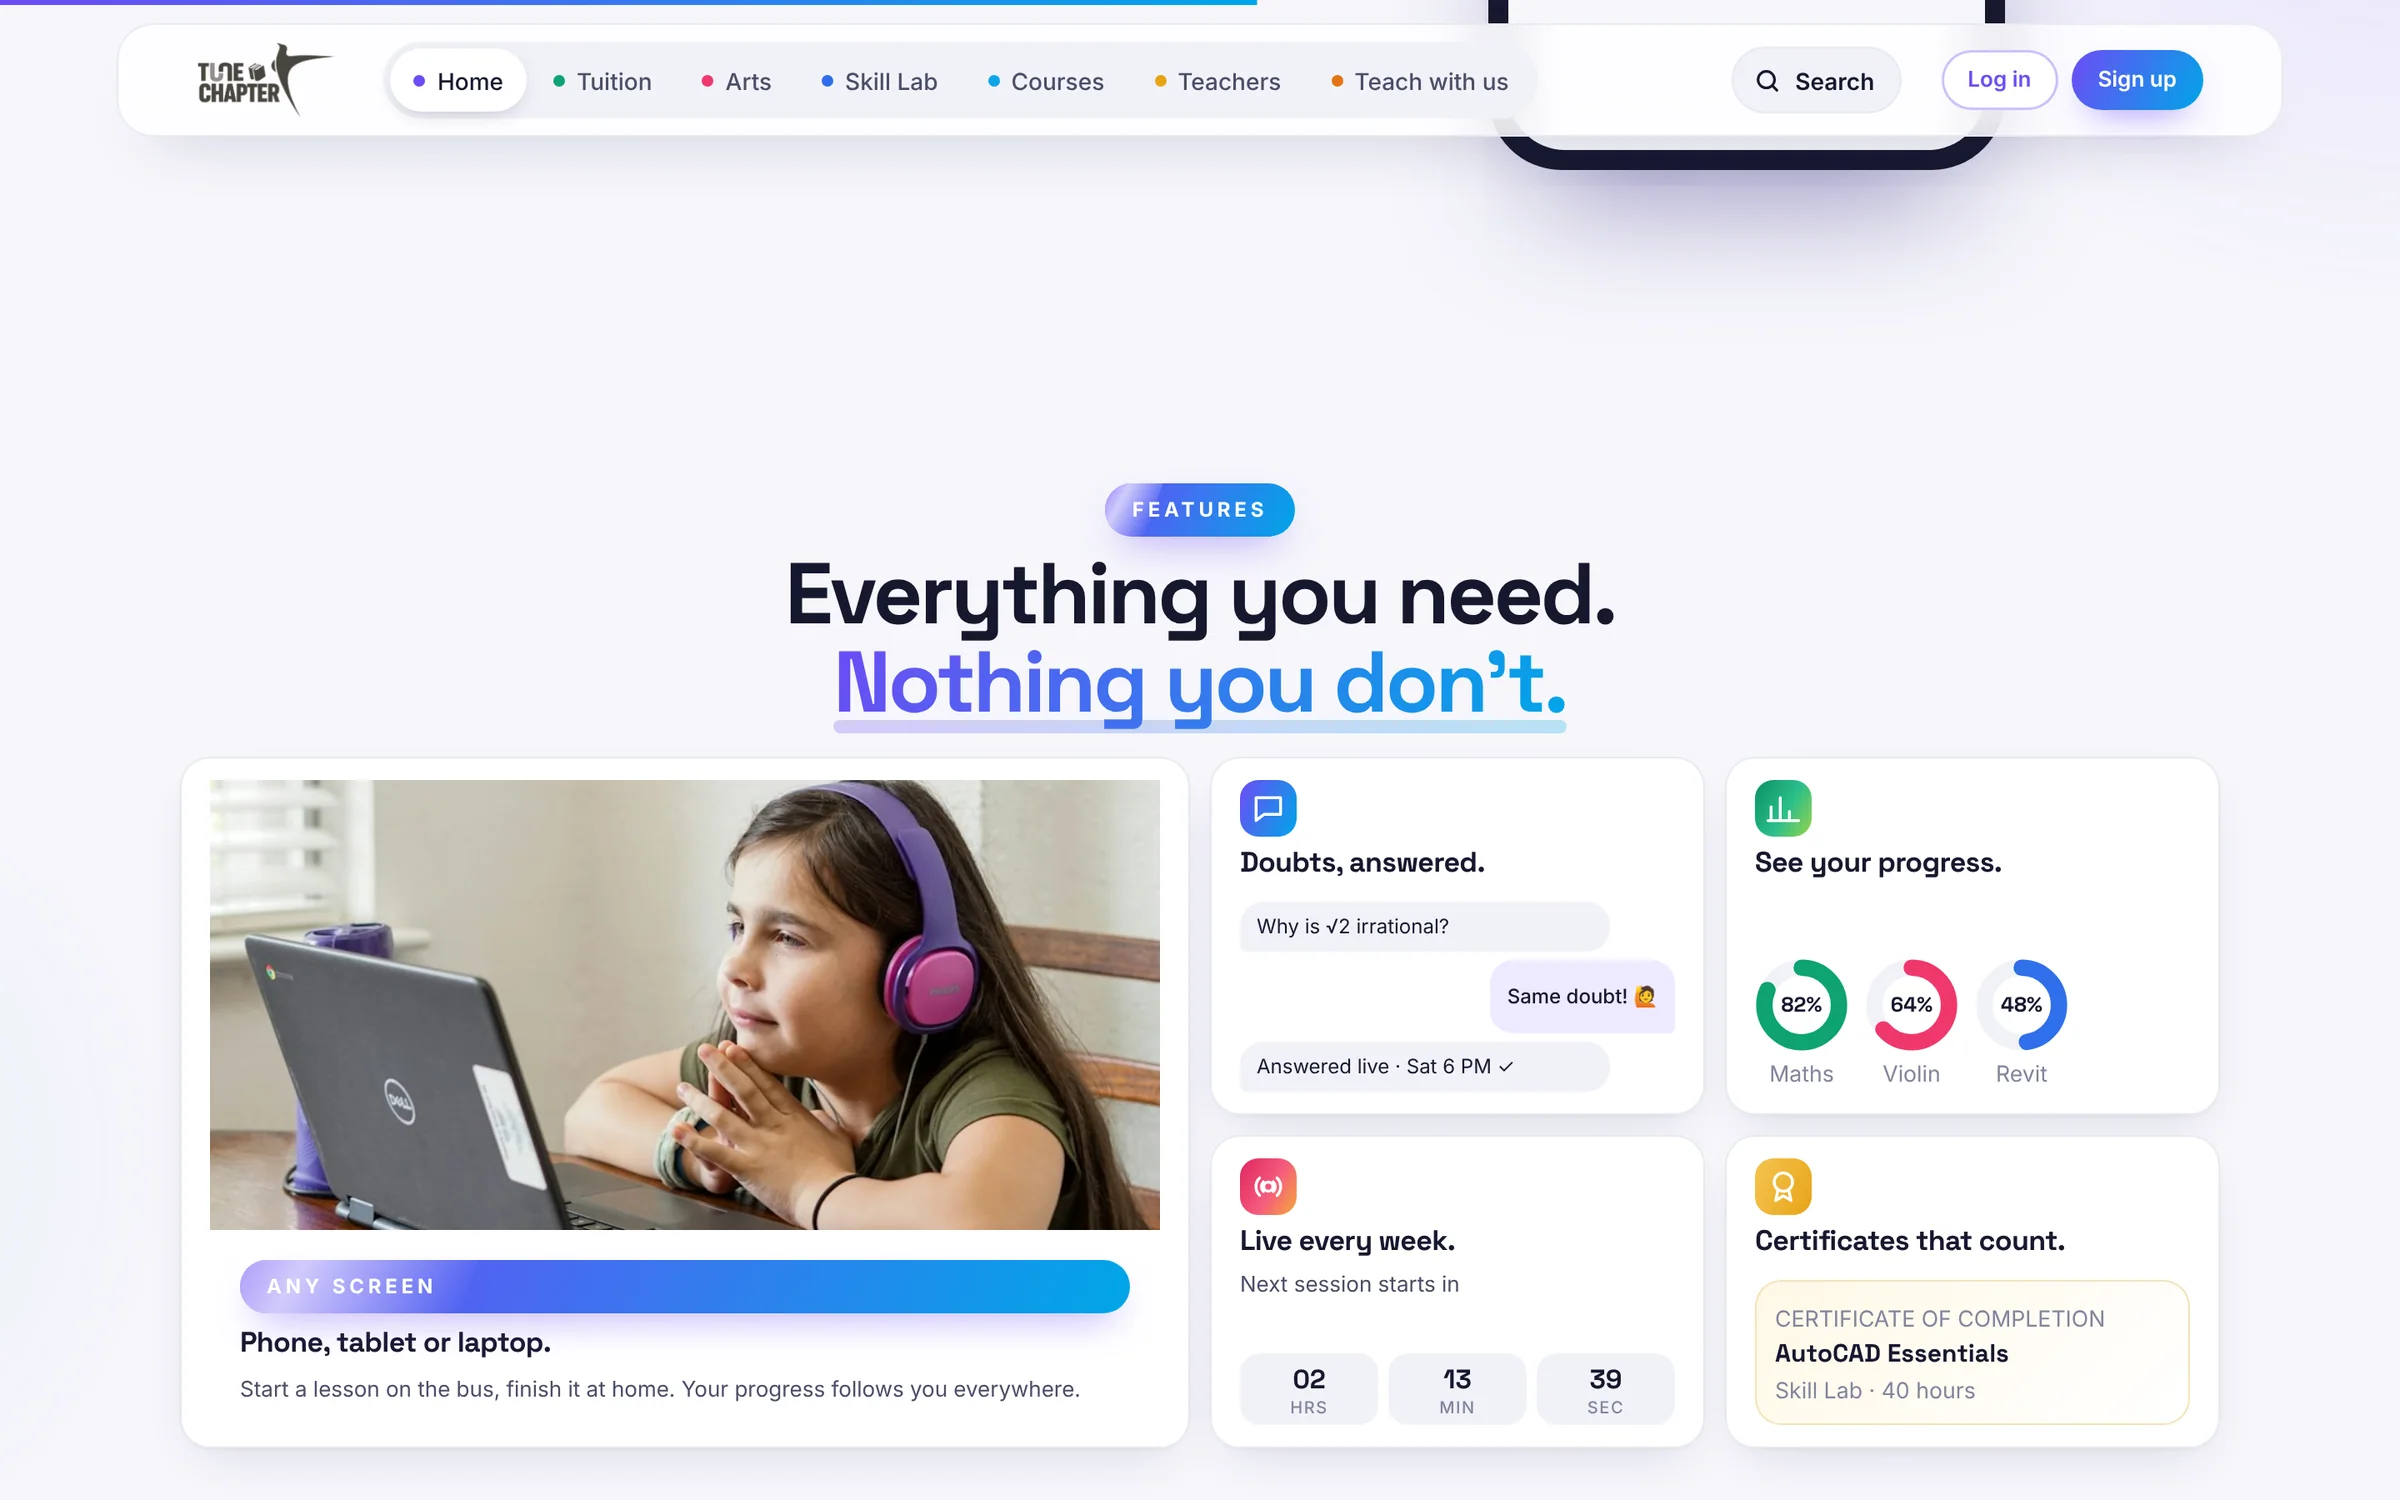 TUNE
CHAPTER
Home
Tuition
Arts
Skill Lab
Courses
Teachers
Teach with us
Search
Log in
Sign up
FEATURES
Everything you need.
Nothing you don’t.
DELL
ANY SCREEN
Phone, tablet or laptop.
Start a lesson on the bus, finish it at home. Your progress follows you everywhere.
Doubts, answered.
Why is √2 irrational?
Same doubt! 🙋
Answered live · Sat 6 PM ✓
See your progress.
82%
64%
48%
Maths
Violin
Revit
Live every week.
Next session starts in
02
13
39
HRS
MIN
SEC
Certificates that count.
CERTIFICATE OF COMPLETION
AutoCAD Essentials
Skill Lab · 40 hours